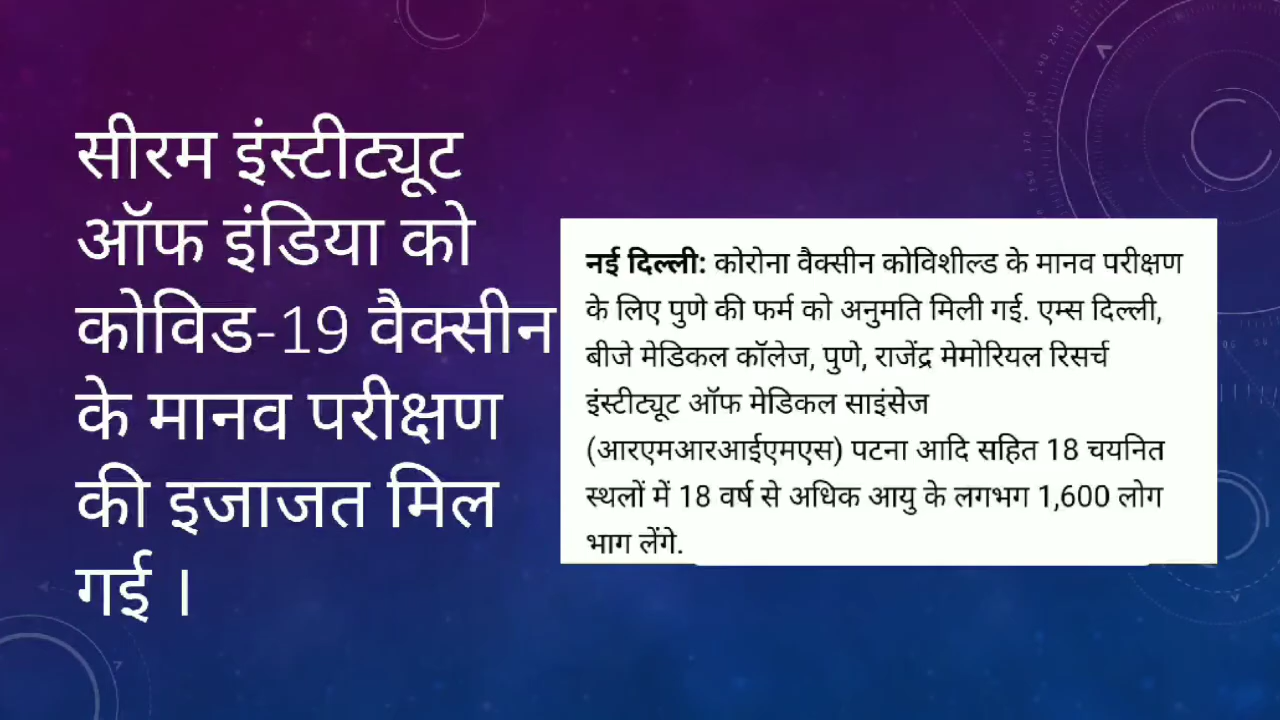 सीरम इंस्टीट्यूट
ऑफ इंडिया को
कोविड-19 वैक्सीन
के मानव परीक्षण
की इजाजत मिल
गई ।
नई दिल्ली: कोरोना वैक्सीन कोविशील्ड के मानव परीक्षण
के लिए पुणे की फर्म को अनुमति मिली गई. एम्स दिल्ली,
बीजे मेडिकल कॉलेज, पुणे, राजेंद्र मेमोरियल रिसर्च
इंस्टीट्यूट ऑफ मेडिकल साइंसेज
(आरएमआरआईएमएस) पटना आदि सहित 18 चयनित
स्थलों में 18 वर्ष से अधिक आयु के लगभग 1,600 लोग
भाग लेंगे.